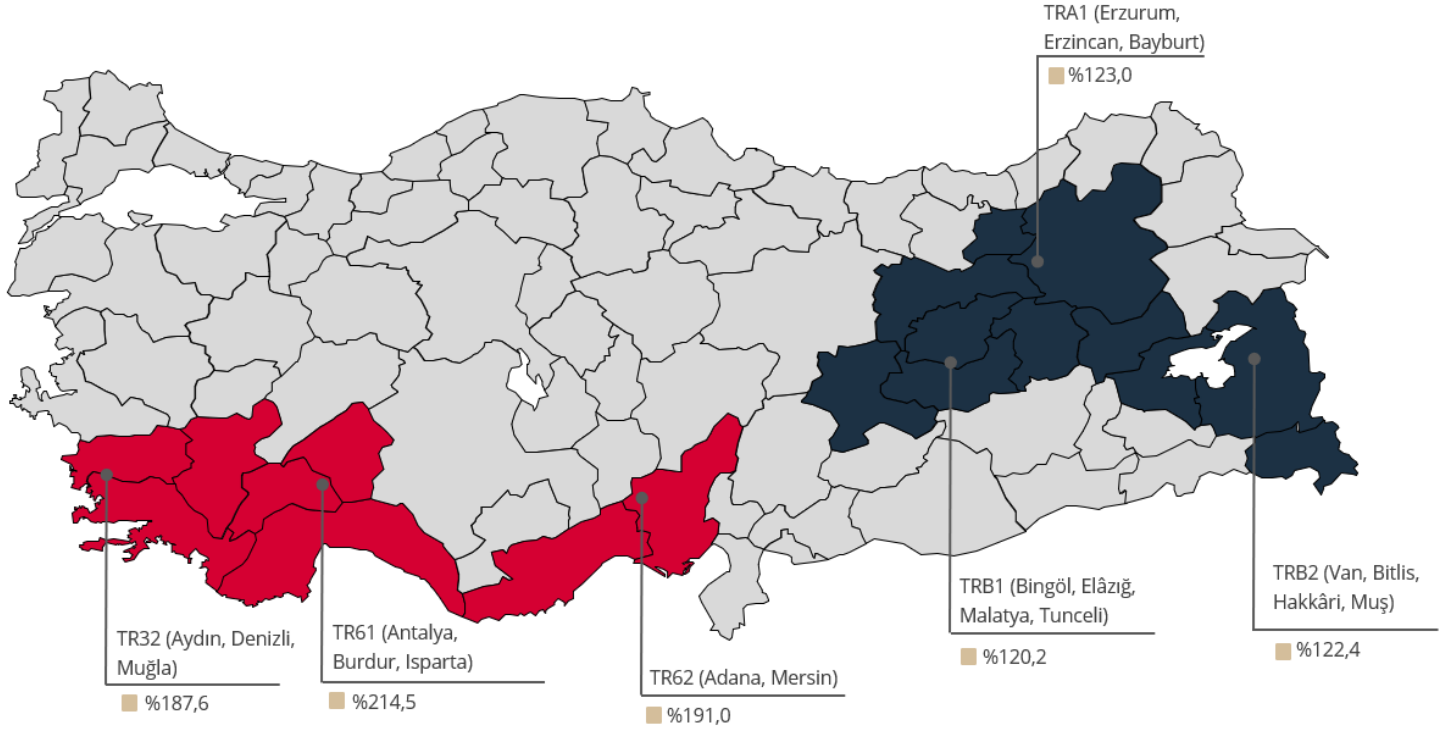 TRA1 (Erzurum,
Erzincan, Bayburt)
%123,0
TRB1 (Bingöl, Elâzığ,
Malatya, Tunceli)
%120,2
TRB2 (Van, Bitlis,
Hakkâri, Muş)
%122,4
TR32 (Aydın, Denizli,
Muğla)
%187,6
TR61 (Antalya,
Burdur, Isparta)
%214,5
TR62 (Adana, Mersin)
%191,0